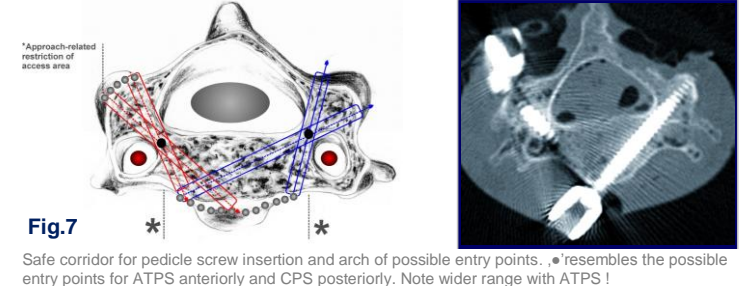 *Approach-related
restriction of
access area
* *
Fig.7
Safe corridor for pedicle screw insertion and arch of possible entry points. ‚●’resembles the possible
entry points for ATPS anteriorly and CPS posteriorly. Note wider range with ATPS !